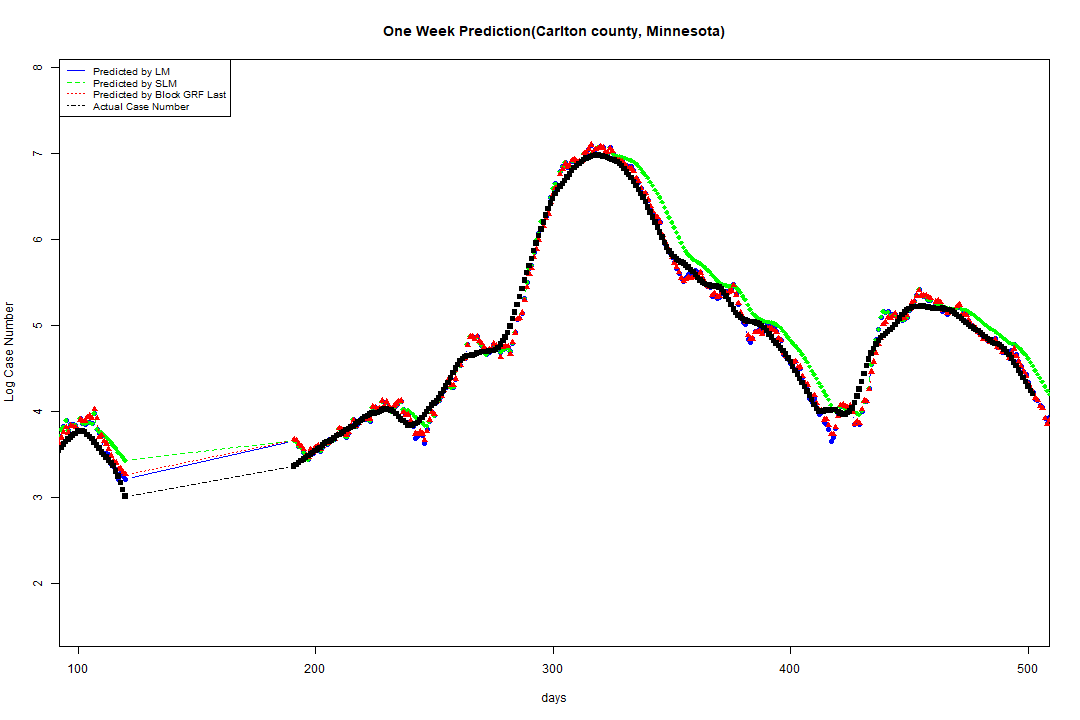 One Week Prediction(Carlton county, Minnesota)
Predicted by LM
Predicted by SLM
Predicted by Block GRF Last
Actual Case Number
8
7
6
5
4
3
2
Log Case Number
100 200 300 400 500
days